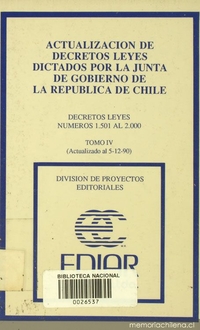 ACTUALIZACION DE
DECRETOS LEYES
DICTADOS POR LA JUNTA
DE GOBIERNO DE
LA REPUBLICA DE CHILE
DECRETOS LEYES
NUMEROS 1.501 AL 2.000
TOMO IV
(Actualizado al 5-12-90)
DIVISION DE PROYECTOS
EDITORIALES
EDIAR
BIBLIOTECA NACIONAL
0026537
memoriachilena.cl